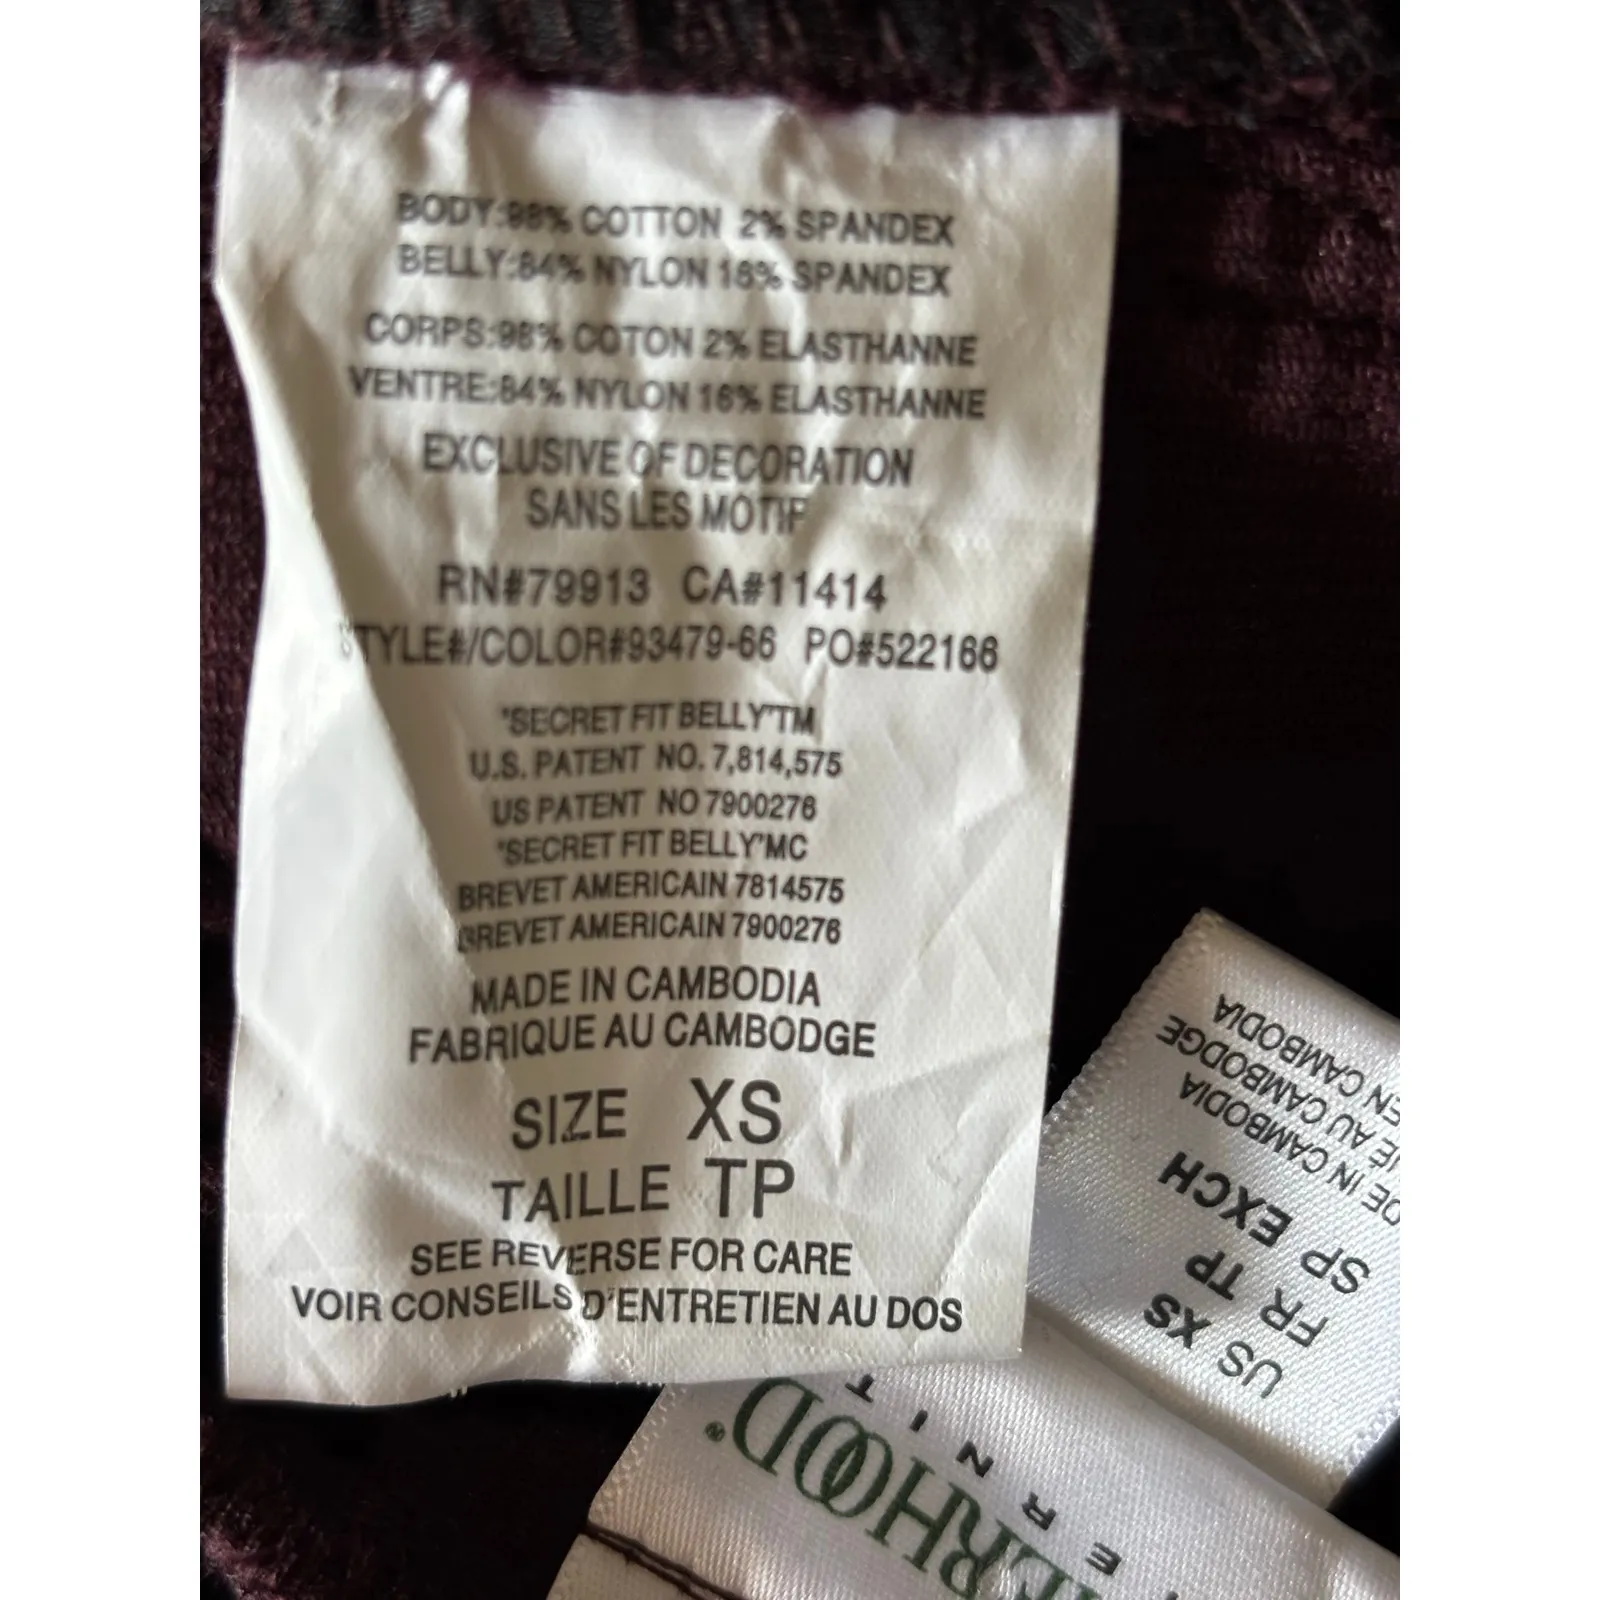 BODY:98% COTTON 2% SPANDEX
BELLY:84% NYLON 16% SPANDEX
CORPS:98% COTON 2% ELASTHANNE
VENTRE:84% NYLON 16% ELASTHANNE
EXCLUSIVE OF DECORATION
SANS LES MOTIF
RN#79913 CA#11414
STYLE#/COLOR#93479-66 PO#522166
"SECRET FIT BELLY"TM
U.S. PATENT NO. 7,814,575
US PATENT NO 7900276
"SECRET FIT BELLY"MC
BREVET AMERICAIN 7814575
BREVET AMERICAIN 7900276
MADE IN CAMBODIA
FABRIQUE AU CAMBODGE
SIZE XS
TAILLE TP
SEE REVERSE FOR CARE
VOIR CONSEILS D'ENTRETIEN AU DOS
US XS
FR TP
SP EXCH
DE IN CAMBODIA
UÉ AU CAMBODGE
EN CAMBODIA
ERHOOD®
ERNIT